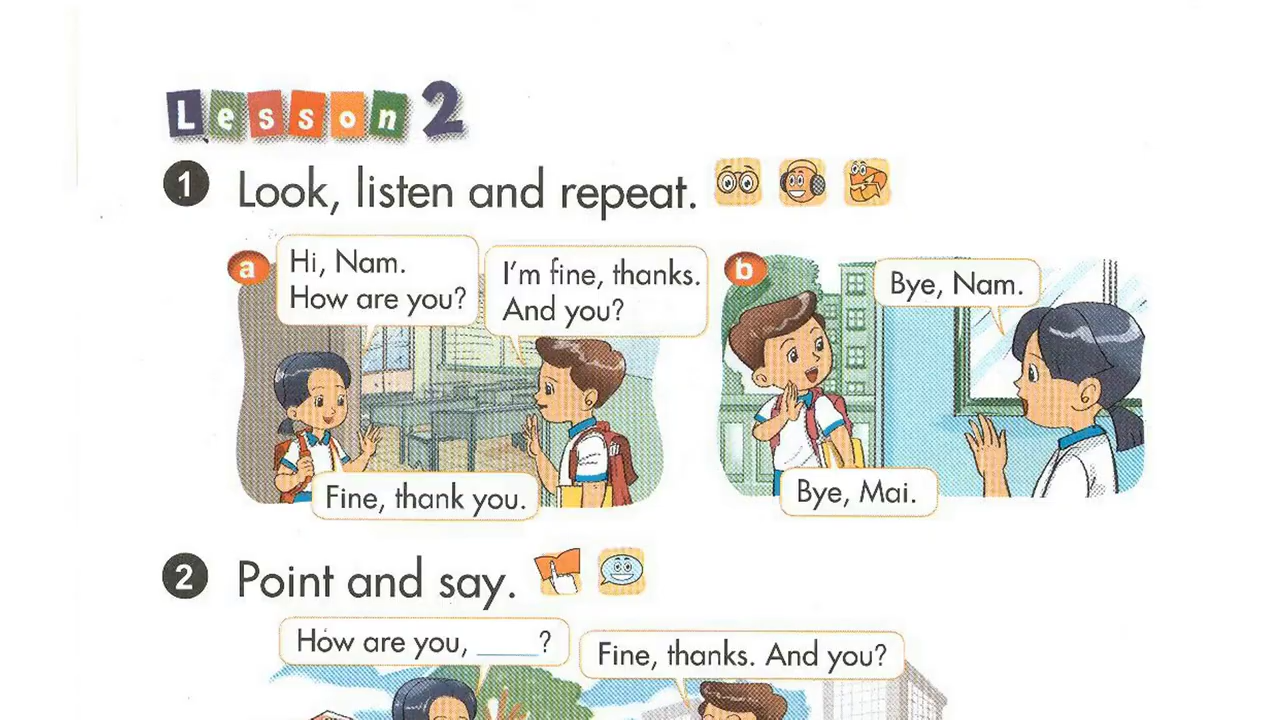 Lesson 2
1 Look, listen and repeat.
a
Hi, Nam.
How are you?
I'm fine, thanks.
And you?
Fine, thank you.
b
Bye, Nam.
Bye, Mai.
2 Point and say.
How are you, ____?
Fine, thanks. And you?